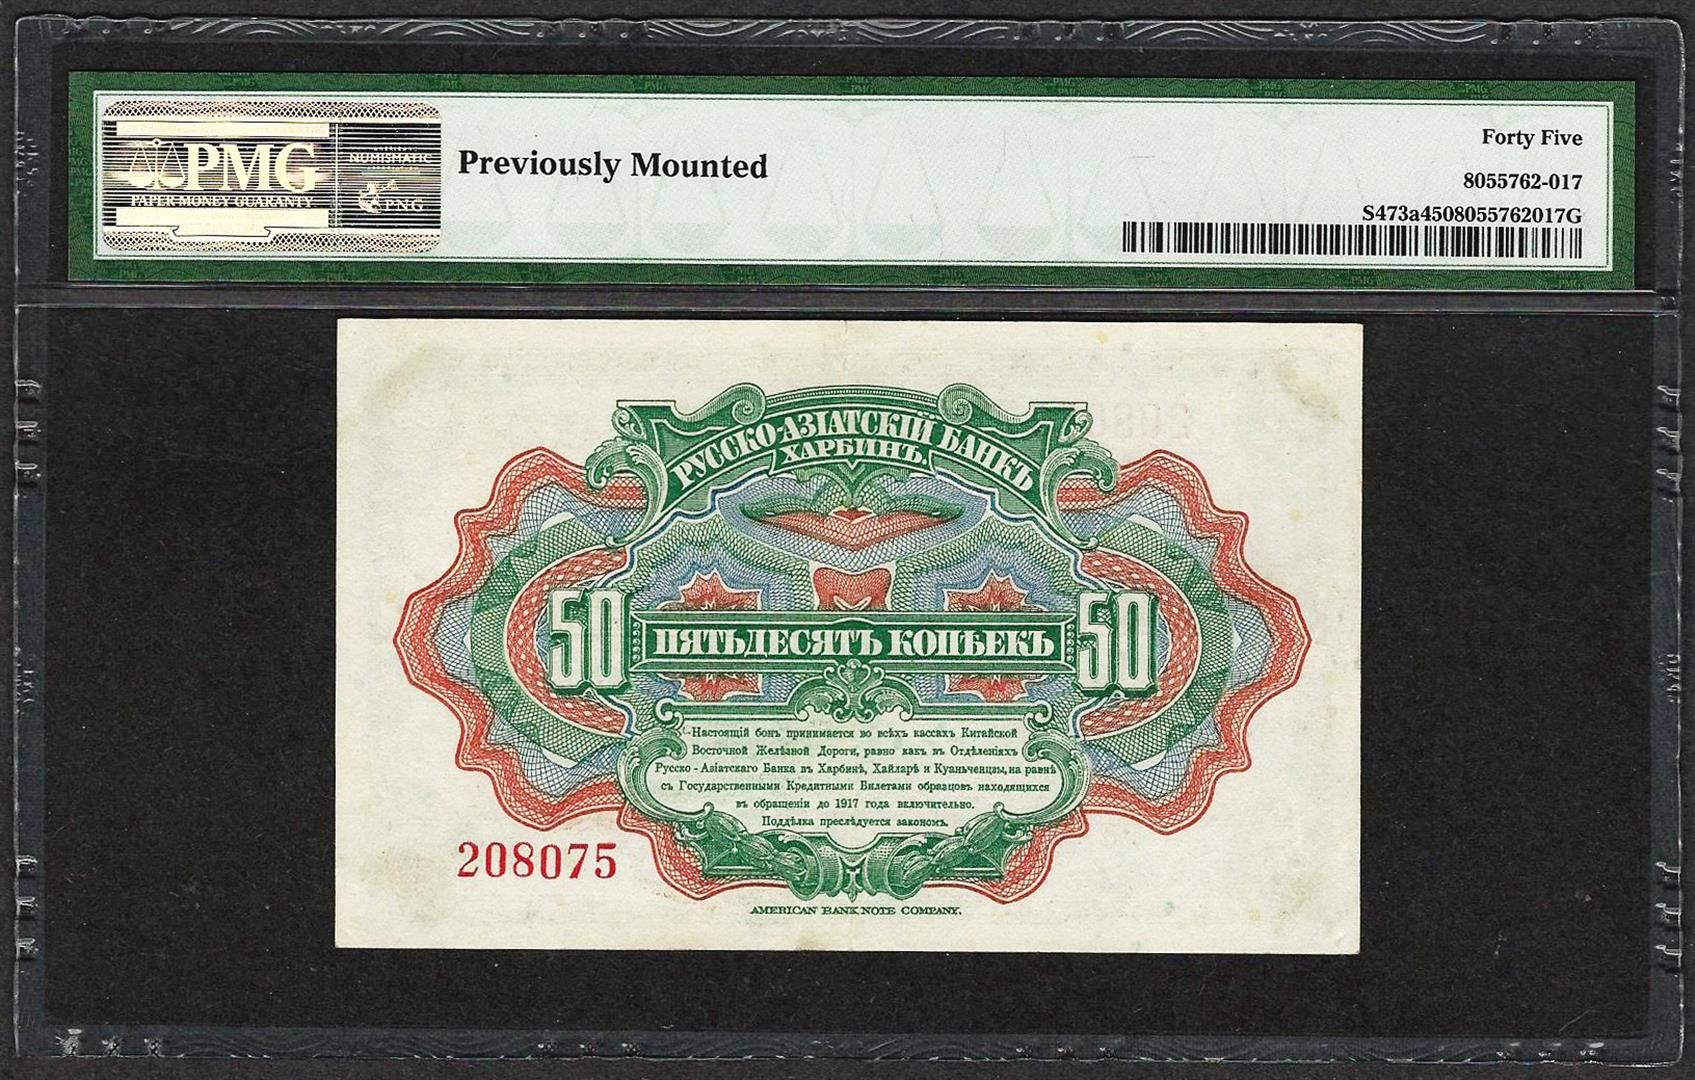 PMG
PAPER MONEY GUARANTY
NUMISMATIC
PNG
Previously Mounted
Forty Five
8055762-017
S473a4508055762017G
РУССКО-АЗІАТСКІЙ БАНКЪ
ХАРБИНЪ.
50
ПЯТЬДЕСЯТЪ КОПѢЕКЪ
50
Настоящій бонъ принимается во всѣхъ кассахъ Китайской
Восточной Желѣзной Дороги, равно какъ въ Отдѣленіяхъ
Русско-Азіатскаго Банка въ Харбинѣ, Хайларѣ и Куаньченцзы, на равнѣ
съ Государственными Кредитными Билетами образцовъ находящихся
въ обращеніи до 1917 года включительно.
Поддѣлка преслѣдуется закономъ.
208075
AMERICAN BANK NOTE COMPANY.